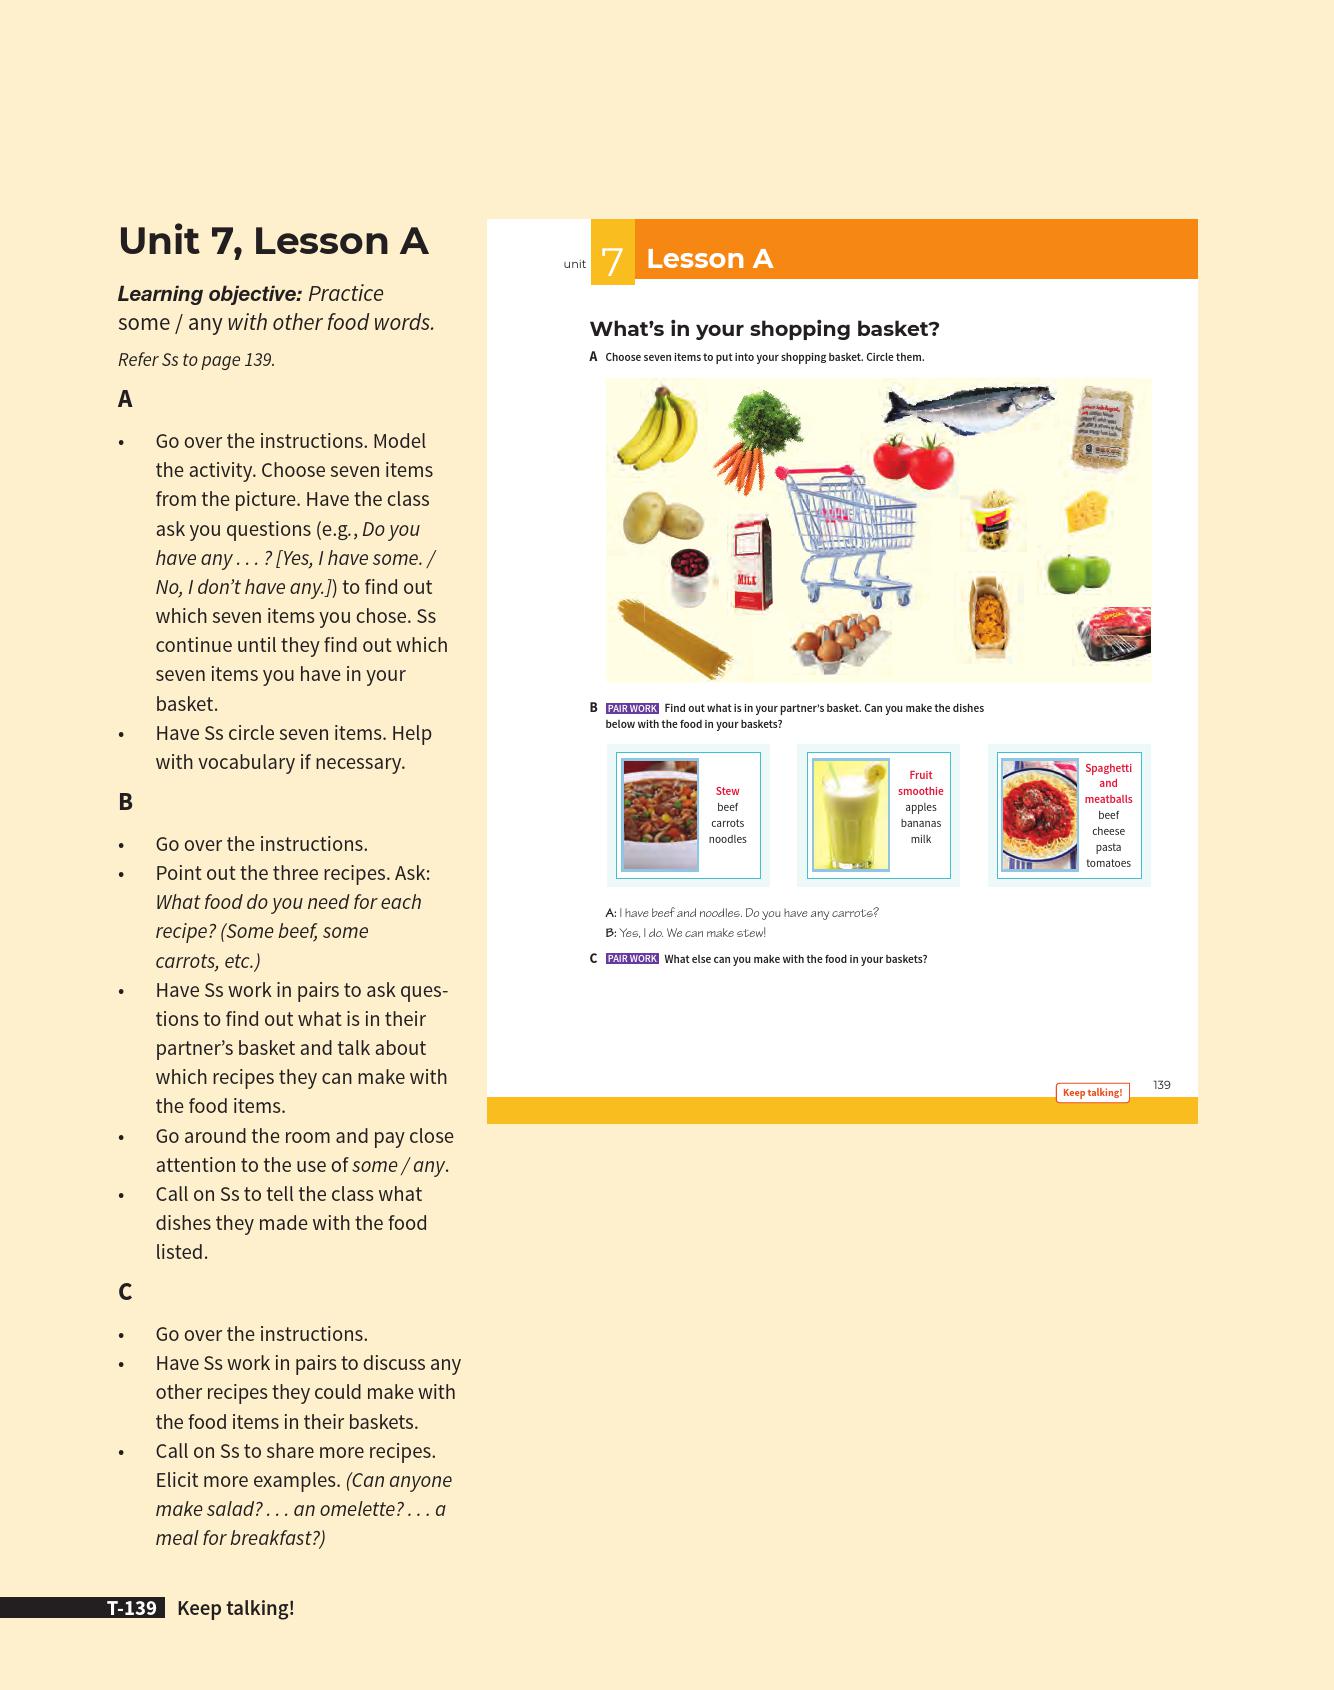 Unit 7, Lesson A
Learning objective: Practice
some / any with other food words.
Refer Ss to page 139.
A
• Go over the instructions. Model
the activity. Choose seven items
from the picture. Have the class
ask you questions (e.g., Do you
have any . . . ? [Yes, I have some. /
No, I don’t have any.]) to find out
which seven items you chose. Ss
continue until they find out which
seven items you have in your
basket.
• Have Ss circle seven items. Help
with vocabulary if necessary.
B
• Go over the instructions.
• Point out the three recipes. Ask:
What food do you need for each
recipe? (Some beef, some
carrots, etc.)
• Have Ss work in pairs to ask ques-
tions to find out what is in their
partner’s basket and talk about
which recipes they can make with
the food items.
• Go around the room and pay close
attention to the use of some / any.
• Call on Ss to tell the class what
dishes they made with the food
listed.
C
• Go over the instructions.
• Have Ss work in pairs to discuss any
other recipes they could make with
the food items in their baskets.
• Call on Ss to share more recipes.
Elicit more examples. (Can anyone
make salad? . . . an omelette? . . . a
meal for breakfast?)
T-139 Keep talking!
unit 7 Lesson A
What’s in your shopping basket?
A Choose seven items to put into your shopping basket. Circle them.
MILK
B PAIR WORK Find out what is in your partner’s basket. Can you make the dishes
below with the food in your baskets?
Stew
beef
carrots
noodles
Fruit
smoothie
apples
bananas
milk
Spaghetti
and
meatballs
beef
cheese
pasta
tomatoes
A: I have beef and noodles. Do you have any carrots?
B: Yes, I do. We can make stew!
C PAIR WORK What else can you make with the food in your baskets?
Keep talking!
139